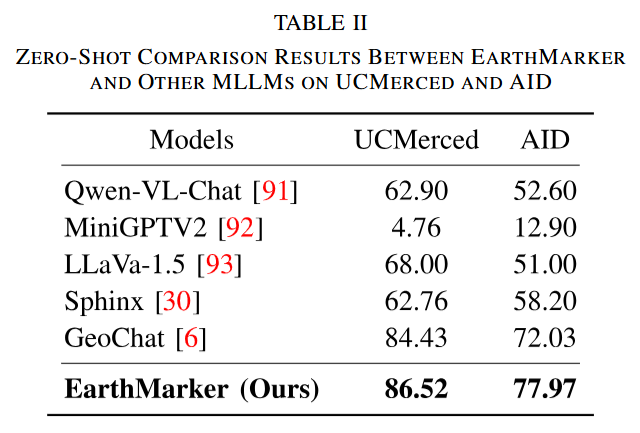 TABLE II
ZERO-SHOT COMPARISON RESULTS BETWEEN EARTHMARKER
AND OTHER MLLMS ON UCMERCED AND AID
Models UCMerced AID
Qwen-VL-Chat [91] 62.90 52.60
MiniGPTV2 [92] 4.76 12.90
LLaVa-1.5 [93] 68.00 51.00
Sphinx [30] 62.76 58.20
GeoChat [6] 84.43 72.03
EarthMarker (Ours) 86.52 77.97